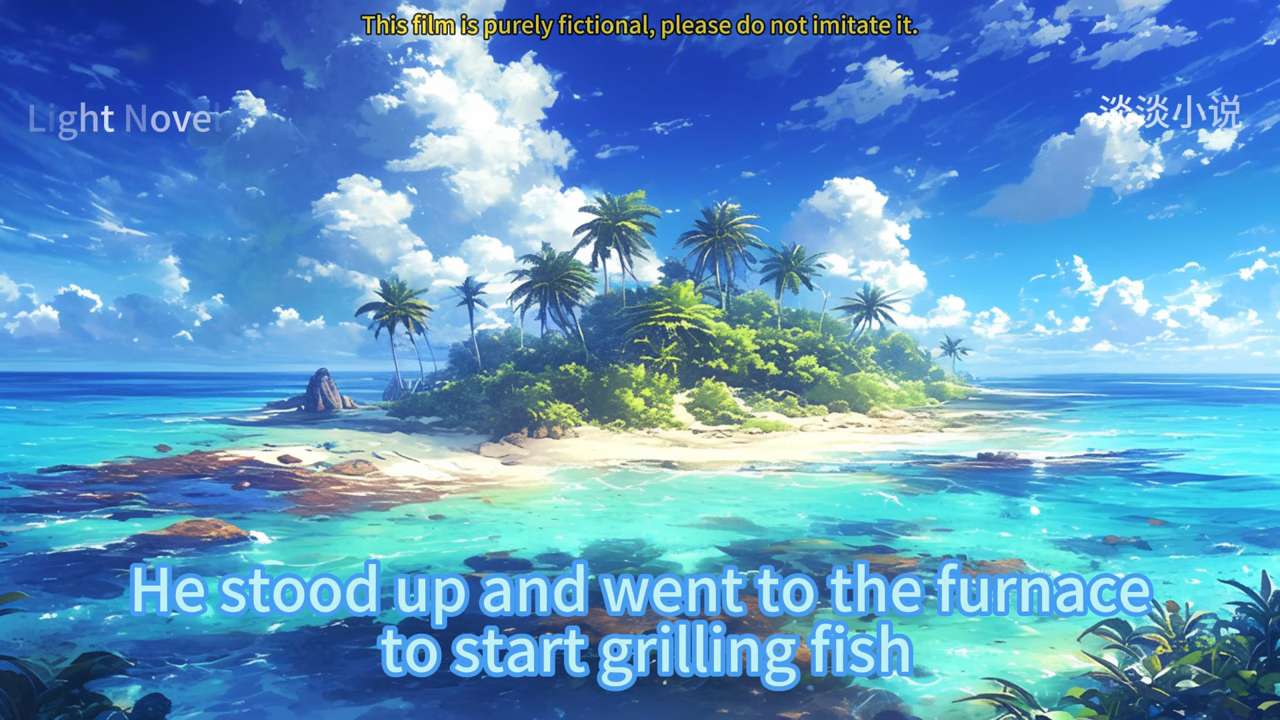 This film is purely fictional, please do not imitate it.
Light Novel
淡淡小说
He stood up and went to the furnace
to start grilling fish